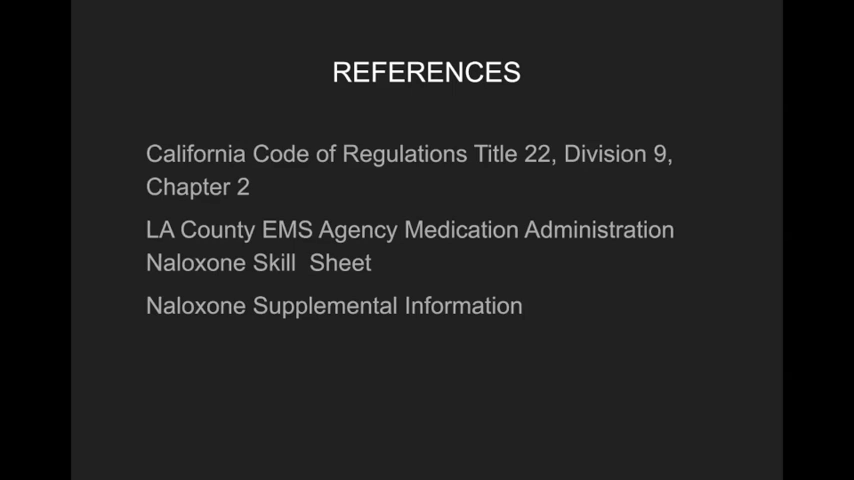 REFERENCES
California Code of Regulations Title 22, Division 9,
Chapter 2
LA County EMS Agency Medication Administration
Naloxone Skill  Sheet
Naloxone Supplemental Information